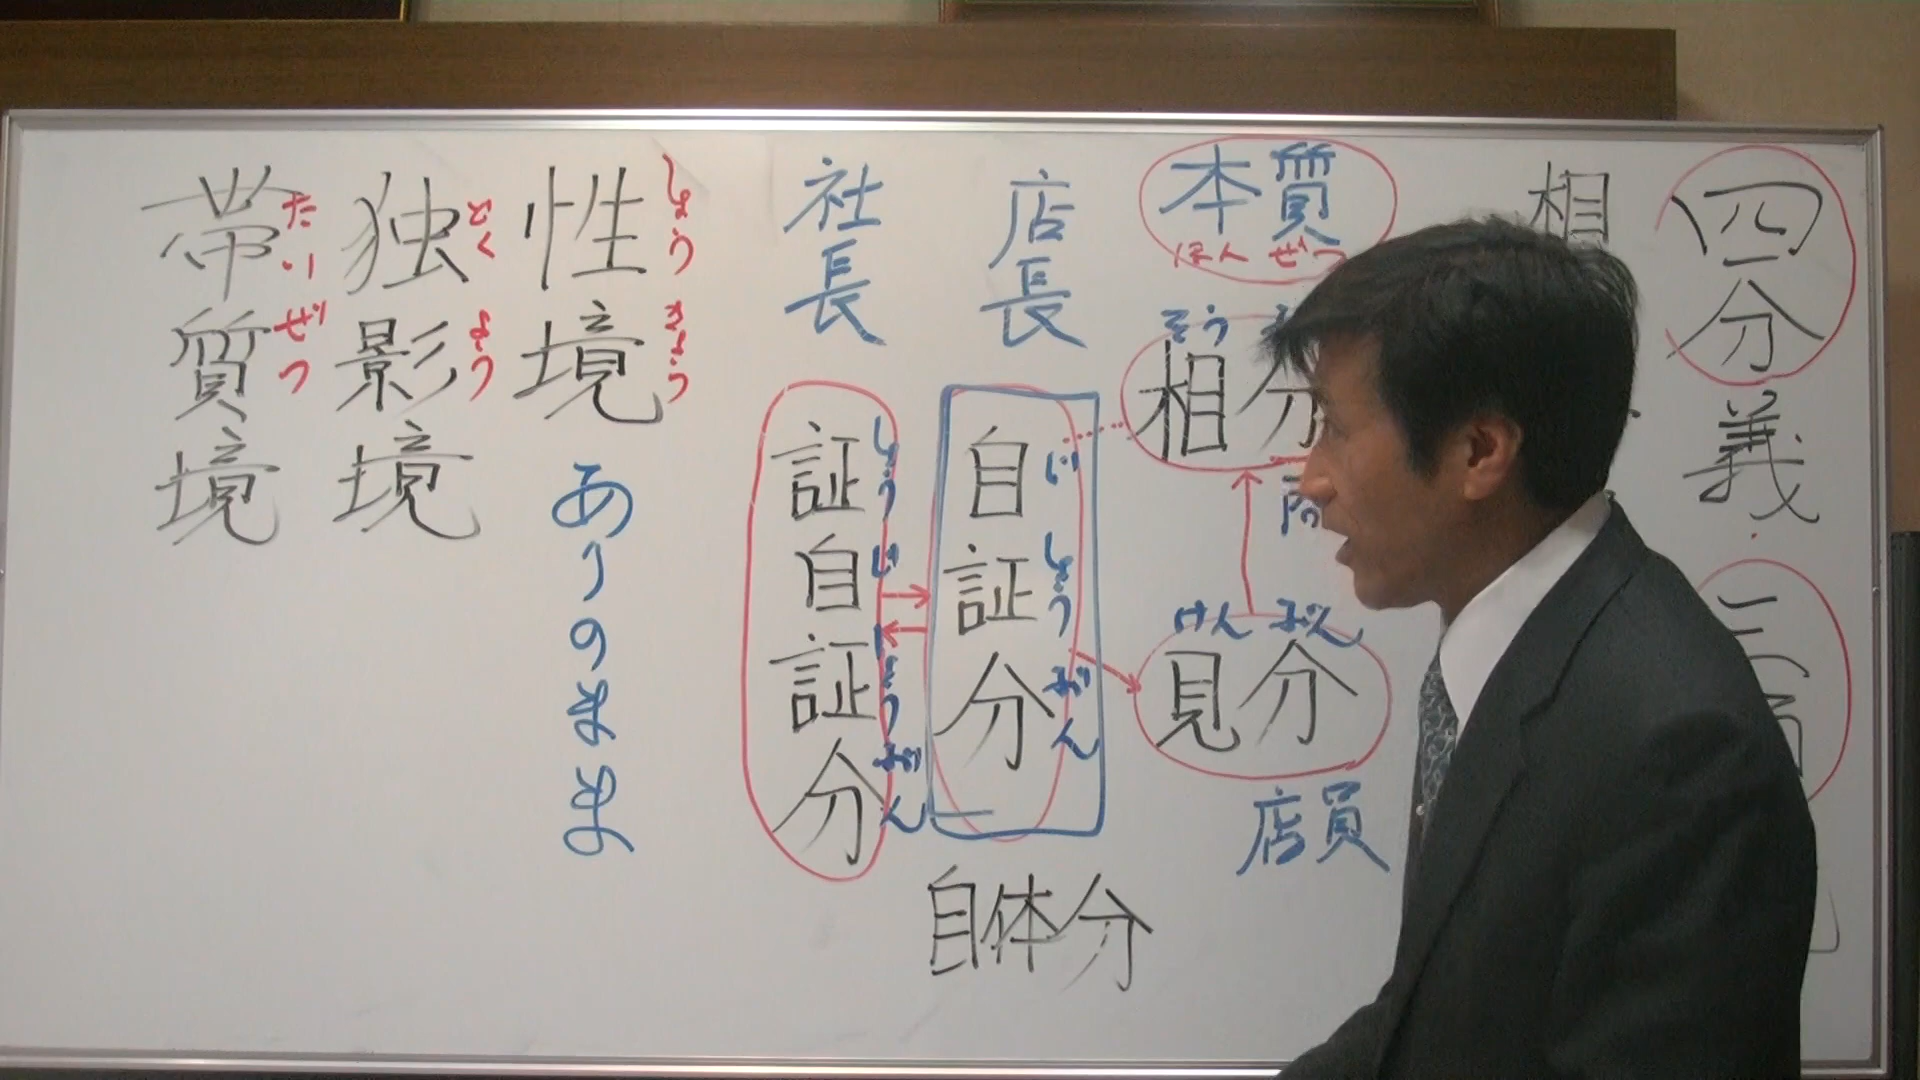 四分義
相
本質
ほんぜつ
そう
相分
けんぶん
見分
店員
店長
自証分
じしょうぶん
自体分
社長
証自証分
しょうじしょうぶん
性境
しょうきょう
ありのまま
独影境
どくよう
帯質境
たいぜつ